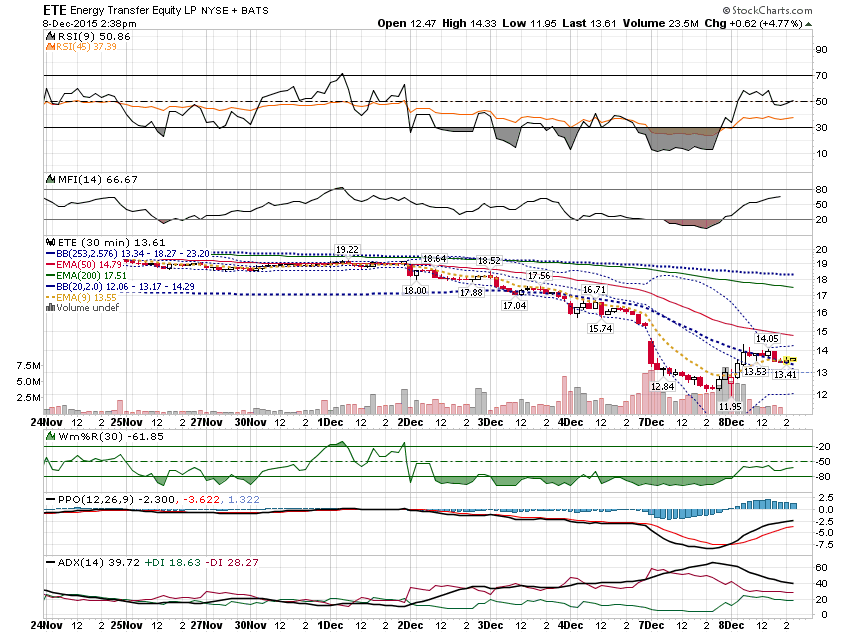 ETE Energy Transfer Equity LP NYSE + BATS © StockCharts.com
8-Dec-2015 2:38pm Open 12.47 High 14.33 Low 11.95 Last 13.61 Volume 23.5M Chg +0.62 (+4.77%)
RSI(9) 50.86
RSI(45) 37.39
90
70
50
30
10
MFI(14) 66.67
80
50
20
ETE (30 min) 13.61
BB(253,2.576) 13.34 - 18.27 - 23.20
EMA(50) 14.79
EMA(200) 17.51
BB(20,2.0) 12.06 - 13.17 - 14.29
EMA(9) 13.55
Volume undef
19.22
18.64
18.52
18.00
17.88
17.56
17.04
16.71
15.74
14.05
13.53
13.41
12.84
11.95
20
19
18
17
16
15
14
13
12
7.5M
5.0M
2.5M
24Nov 12 2 25Nov 12 2 27Nov 12 30Nov 12 2 1Dec 12 2 2Dec 12 2 3Dec 12 2 4Dec 12 2 7Dec 12 2 8Dec 12 2
Wm%R(30) -61.85
-20
-50
-80
PPO(12,26,9) -2.300, -3.622, 1.322
2.5
0.0
-2.5
-5.0
-7.5
ADX(14) 39.72 +DI 18.63 -DI 28.27
60
40
20
0
24Nov 12 2 25Nov 12 2 27Nov 12 30Nov 12 2 1Dec 12 2 2Dec 12 2 3Dec 12 2 4Dec 12 2 7Dec 12 2 8Dec 12 2